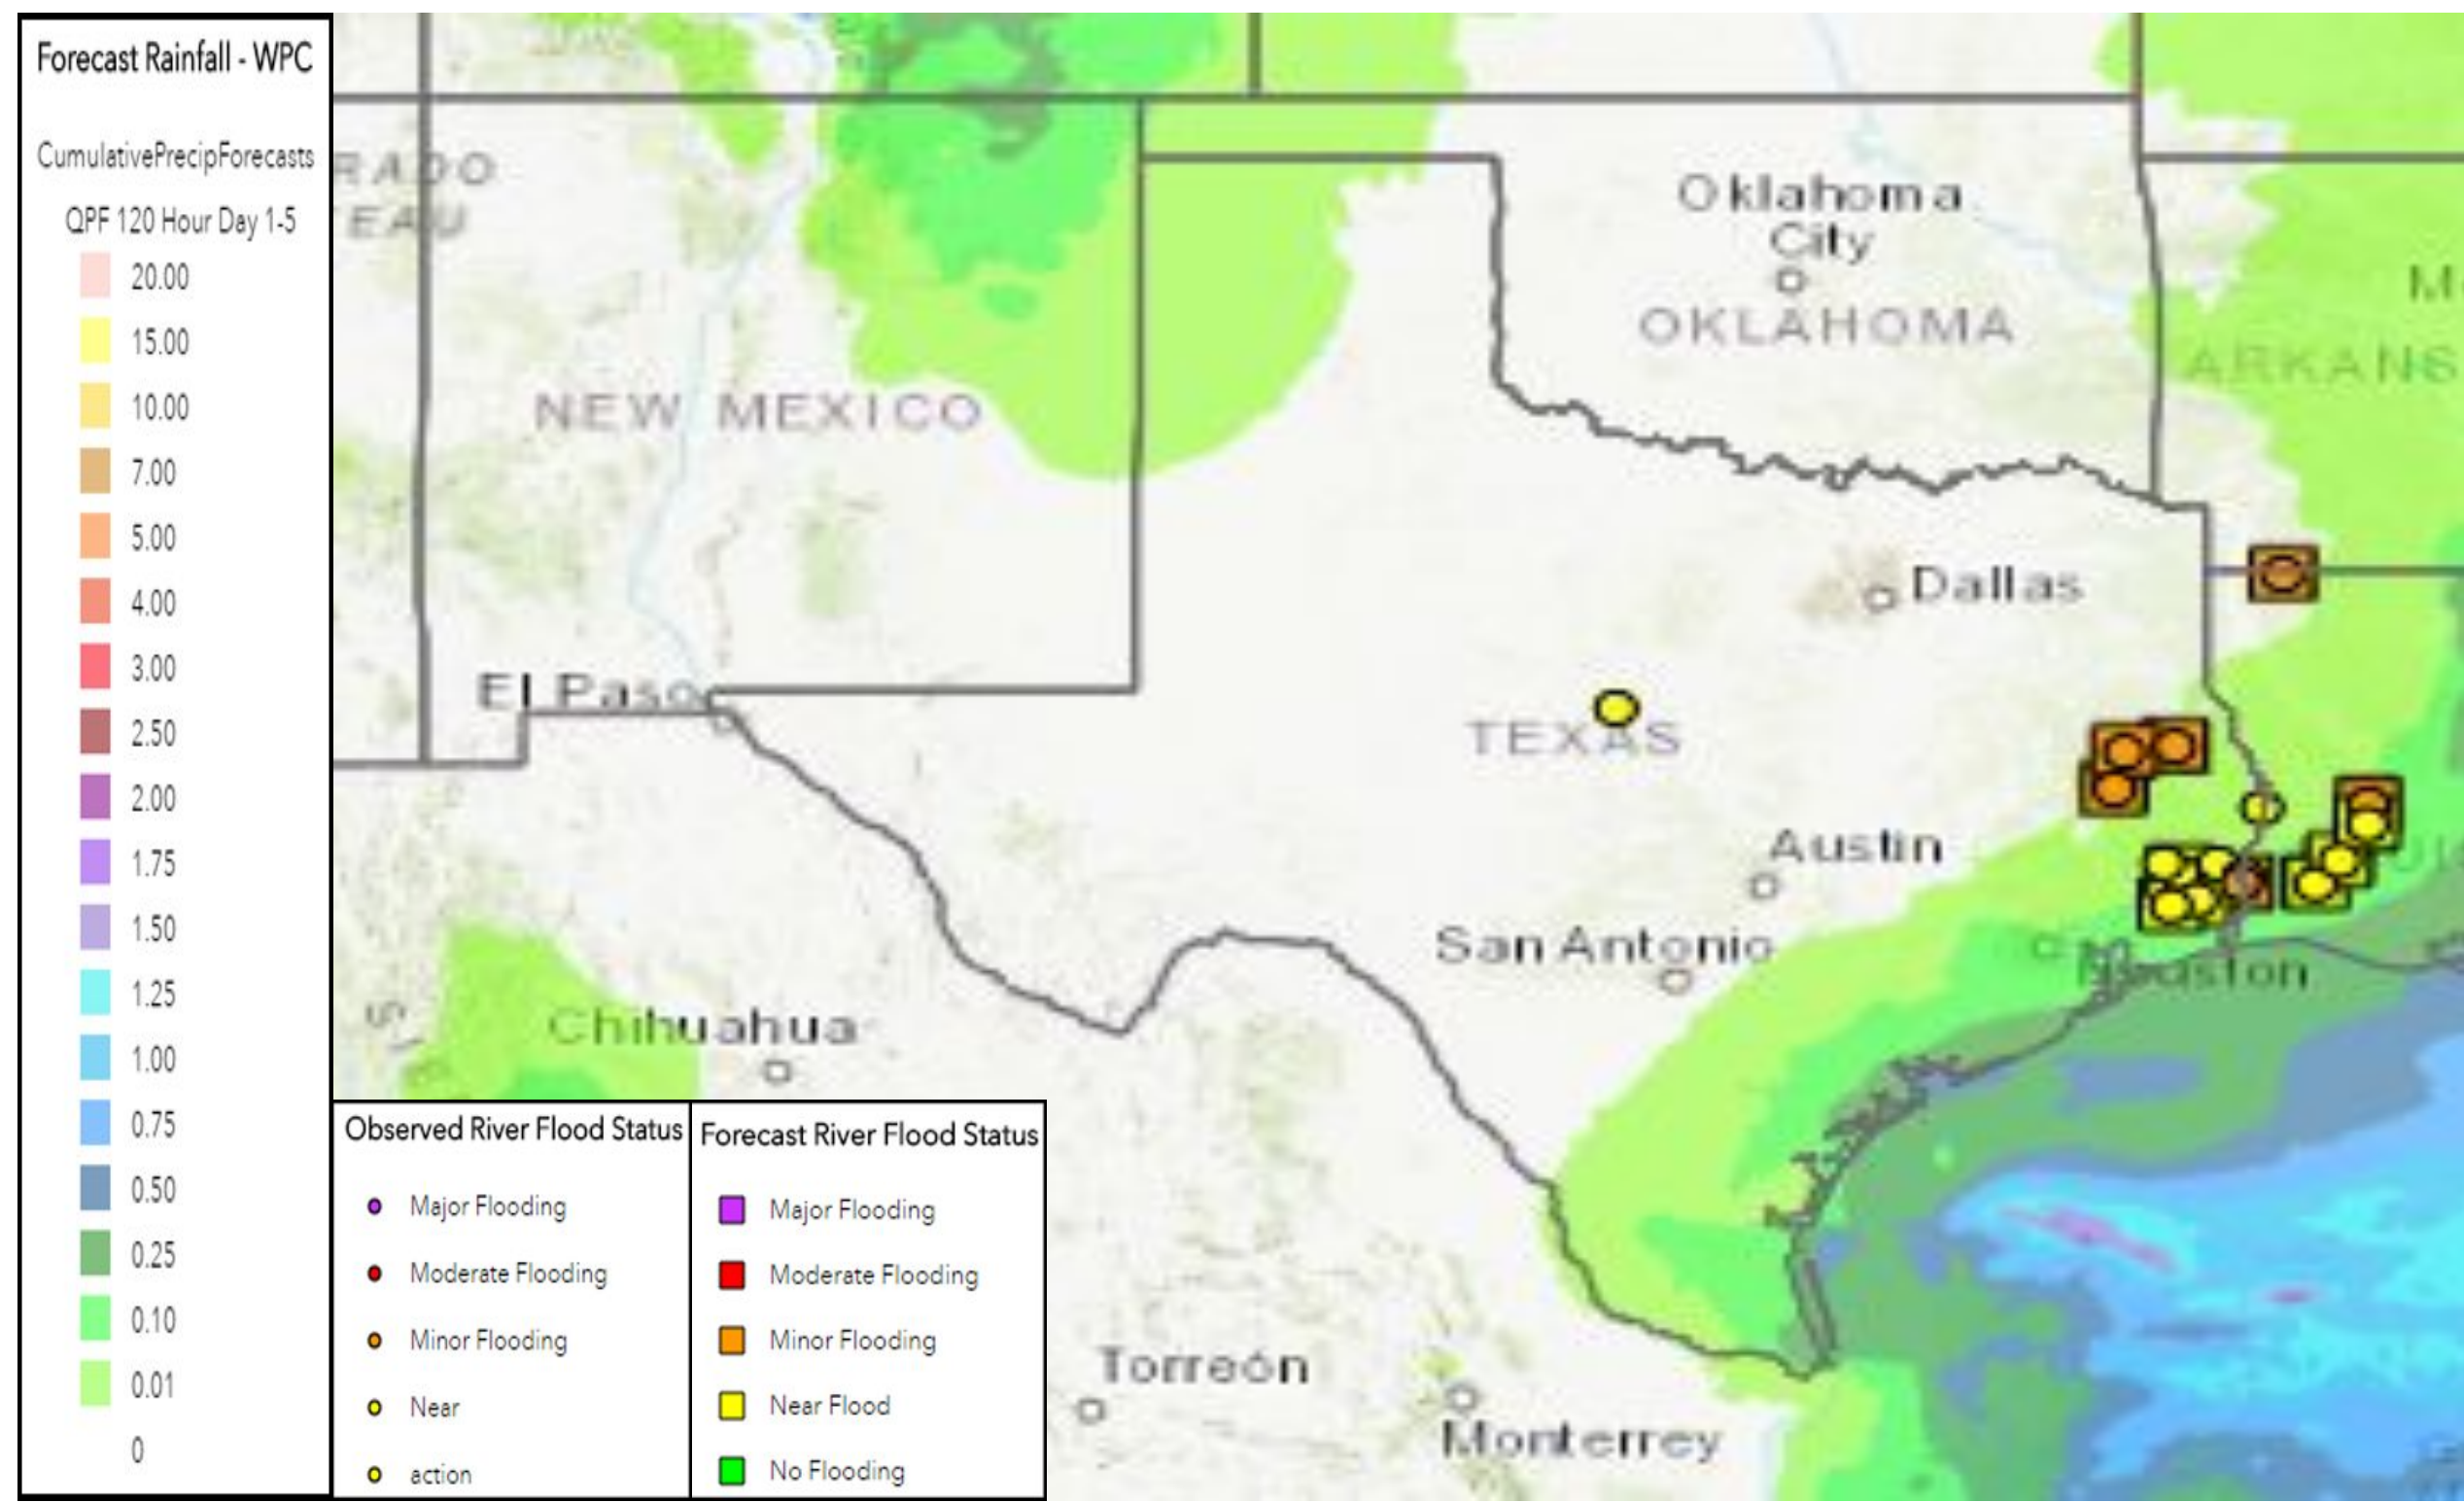 Forecast Rainfall - WPC
CumulativePrecipForecasts
QPF 120 Hour Day 1-5
20.00
15.00
10.00
7.00
5.00
4.00
3.00
2.50
2.00
1.75
1.50
1.25
1.00
0.75
0.50
0.25
0.10
0.01
0
RADO
EAU
Oklahoma
City
OKLAHOMA
ARKANS
NEW MEXICO
Dallas
El Paso
TEXAS
Austin
San Antonio
Houston
Chihuahua
Torreón
Monterrey
Observed River Flood Status
Major Flooding
Moderate Flooding
Minor Flooding
Near
action
Forecast River Flood Status
Major Flooding
Moderate Flooding
Minor Flooding
Near Flood
No Flooding